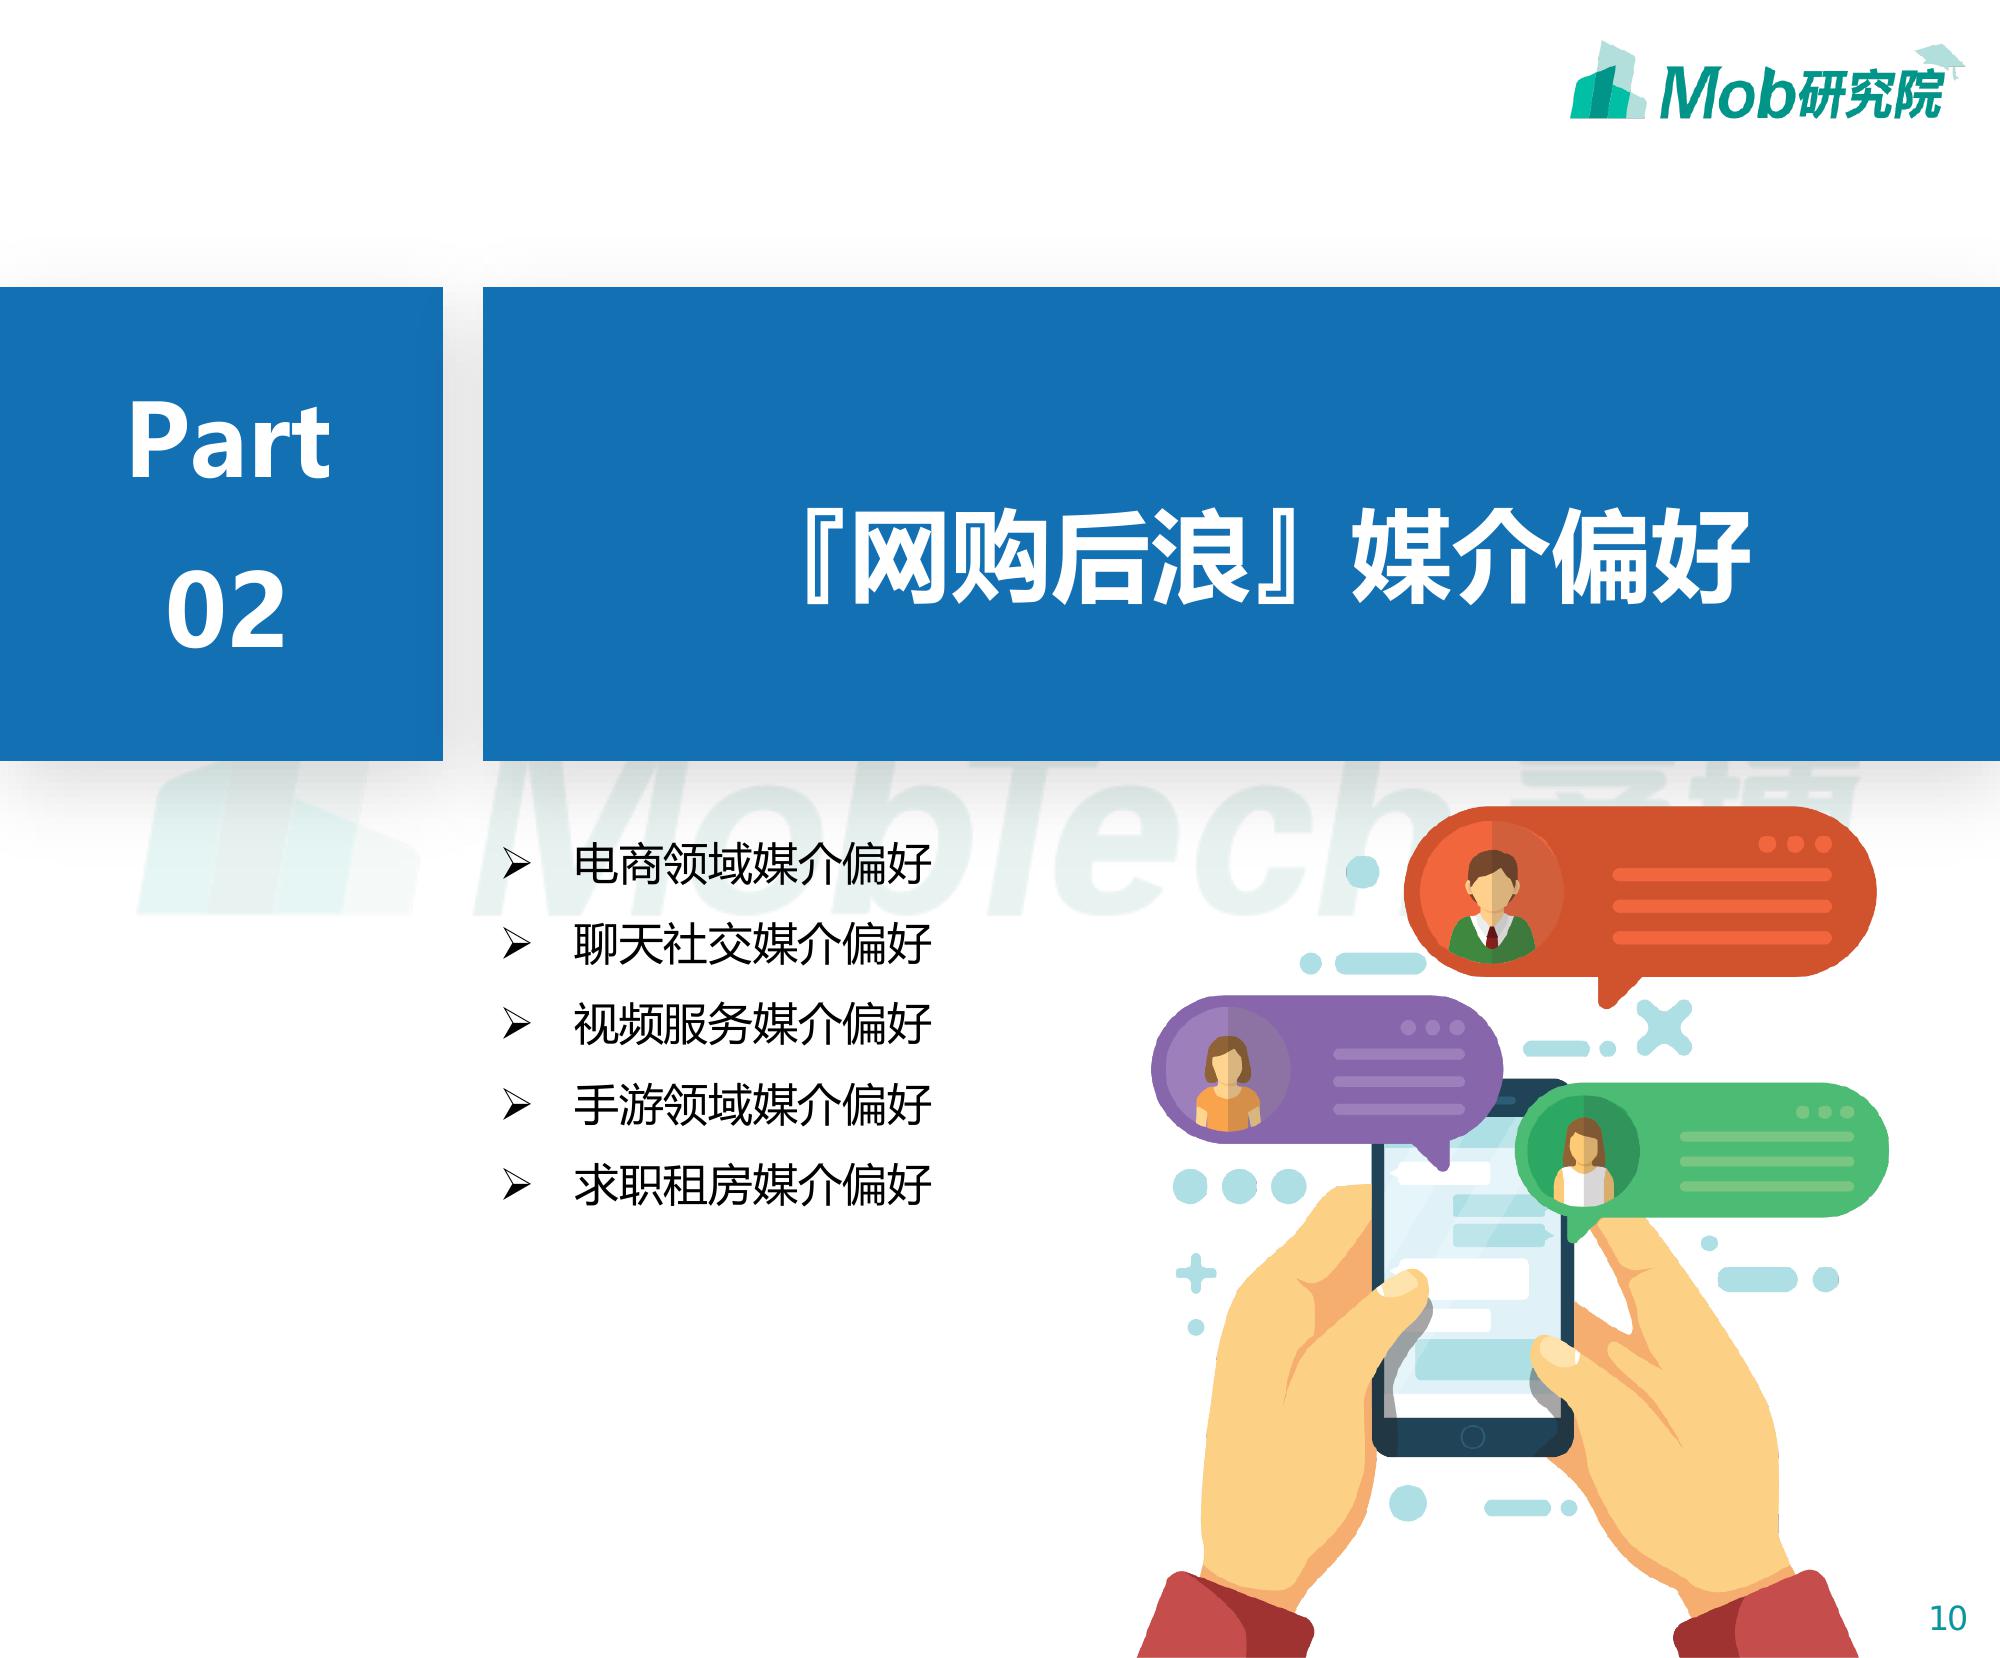 Mob研究院
Part
02
『网购后浪』媒介偏好
MobTech
➢ 电商领域媒介偏好
➢ 聊天社交媒介偏好
➢ 视频服务媒介偏好
➢ 手游领域媒介偏好
➢ 求职租房媒介偏好
10